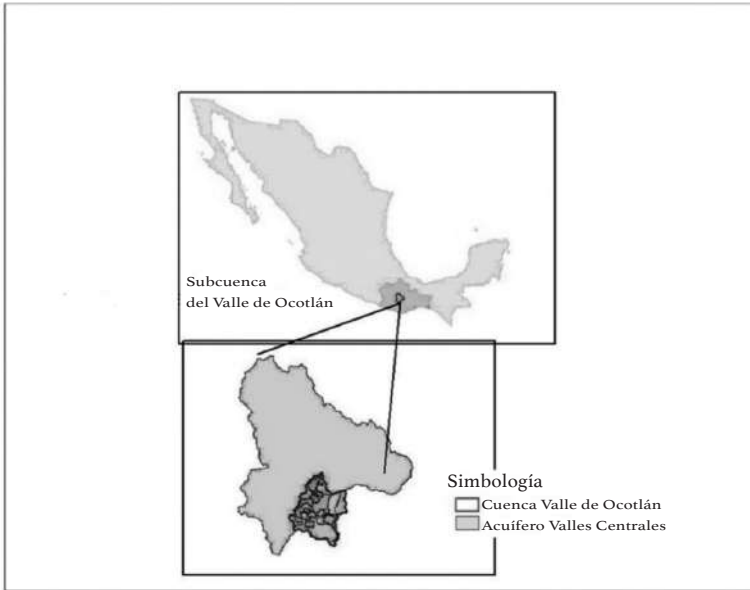 Subcuenca
del Valle de Ocotlán
Simbología
Cuenca Valle de Ocotlán
Acuífero Valles Centrales